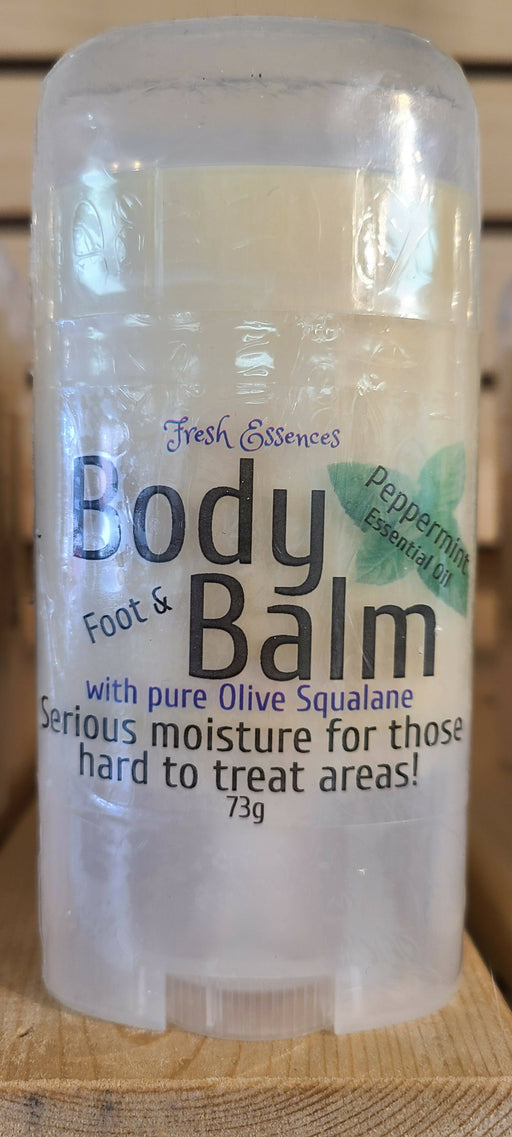 Fresh Essences
Body
Peppermint
Essential Oil
Foot &
Balm
with pure Olive Squalane
Serious moisture for those
hard to treat areas!
73g